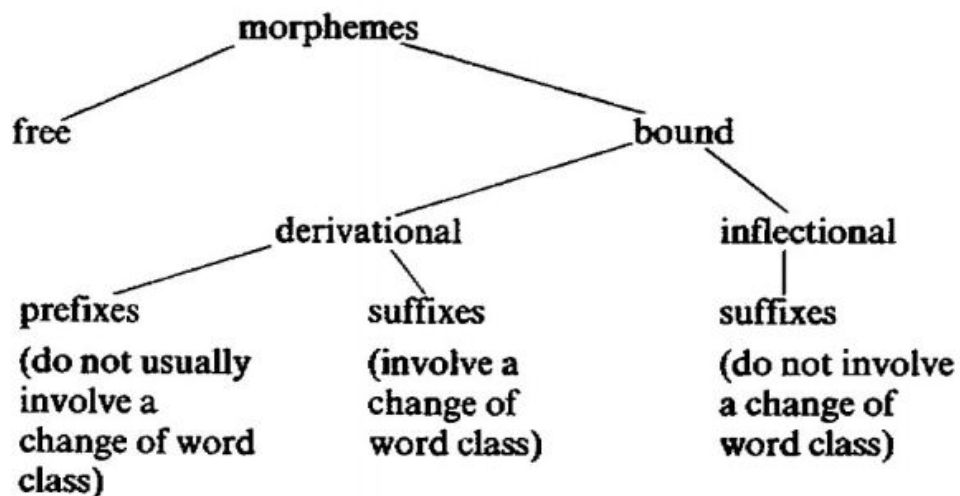 morphemes
free
bound
derivational
inflectional
prefixes
(do not usually
involve a
change of word
class)
suffixes
(involve a
change of
word class)
suffixes
(do not involve
a change of
word class)